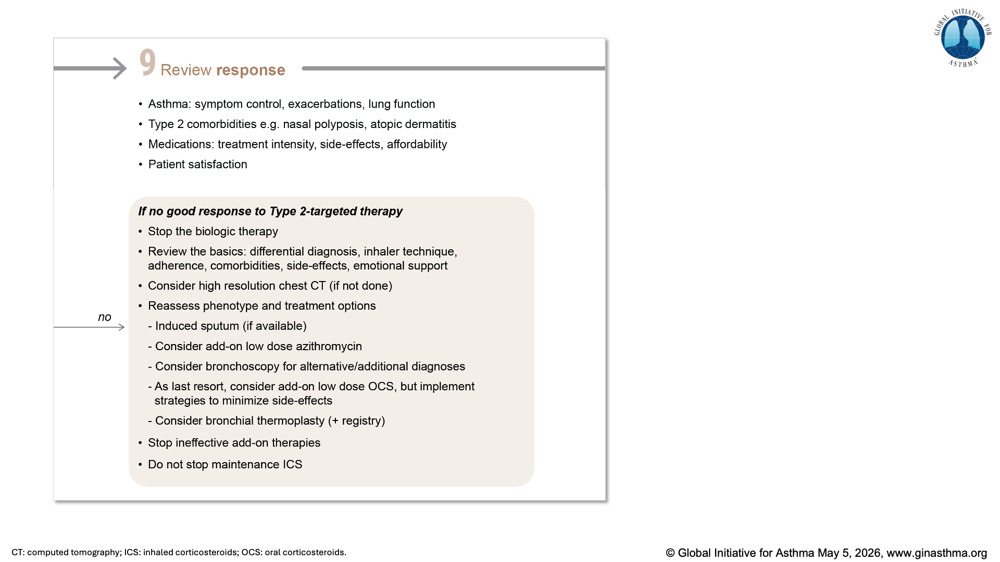 GLOBAL INITIATIVE FOR
ASTHMA
9 Review response
• Asthma: symptom control, exacerbations, lung function
• Type 2 comorbidities e.g. nasal polyposis, atopic dermatitis
• Medications: treatment intensity, side-effects, affordability
• Patient satisfaction
If no good response to Type 2-targeted therapy
• Stop the biologic therapy
• Review the basics: differential diagnosis, inhaler technique,
adherence, comorbidities, side-effects, emotional support
• Consider high resolution chest CT (if not done)
• Reassess phenotype and treatment options
no
- Induced sputum (if available)
- Consider add-on low dose azithromycin
- Consider bronchoscopy for alternative/additional diagnoses
- As last resort, consider add-on low dose OCS, but implement
strategies to minimize side-effects
- Consider bronchial thermoplasty (+ registry)
• Stop ineffective add-on therapies
• Do not stop maintenance ICS
CT: computed tomography; ICS: inhaled corticosteroids; OCS: oral corticosteroids.
© Global Initiative for Asthma May 5, 2026, www.ginasthma.org